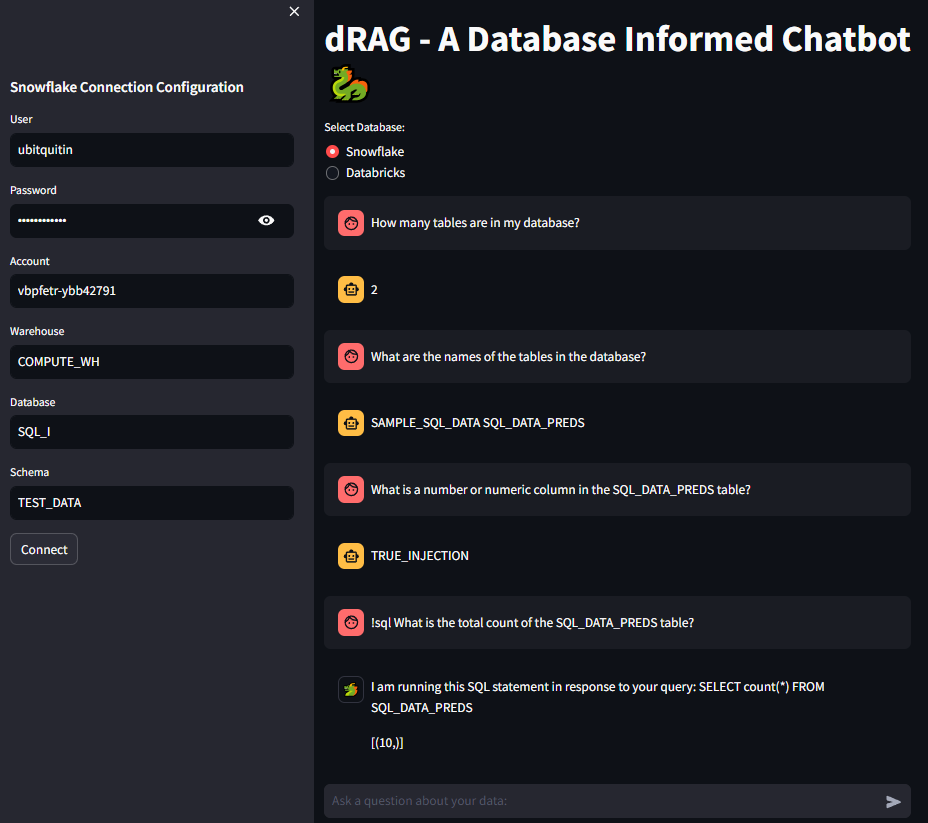 Snowflake Connection Configuration
User
ubitquitin
Password
••••••••••••
Account
vbpfetr-ybb42791
Warehouse
COMPUTE_WH
Database
SQL_I
Schema
TEST_DATA
Connect
dRAG - A Database Informed Chatbot
Select Database:
Snowflake
Databricks
How many tables are in my database?
2
What are the names of the tables in the database?
SAMPLE_SQL_DATA SQL_DATA_PREDS
What is a number or numeric column in the SQL_DATA_PREDS table?
TRUE_INJECTION
!sql What is the total count of the SQL_DATA_PREDS table?
I am running this SQL statement in response to your query: SELECT count(*) FROM
SQL_DATA_PREDS
[(10,)]
Ask a question about your data: